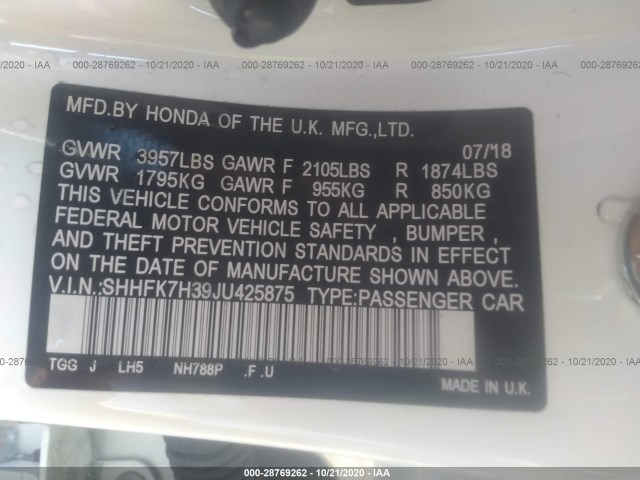 000-28769262 - 10/21/2020 - IAA
MFD.BY HONDA OF THE U.K. MFG.,LTD.
07/18
GVWR 3957LBS GAWR F 2105LBS R 1874LBS
GVWR 1795KG GAWR F 955KG R 850KG
THIS VEHICLE CONFORMS TO ALL APPLICABLE
FEDERAL MOTOR VEHICLE SAFETY , BUMPER ,
AND THEFT PREVENTION STANDARDS IN EFFECT
ON THE DATE OF MANUFACTURE SHOWN ABOVE.
V.I.N.:SHHFK7H39JU425875 TYPE:PASSENGER CAR
TGG J LH5 NH788P .F .U
MADE IN U.K.
000-28769262 - 10/21/2020 - IAA